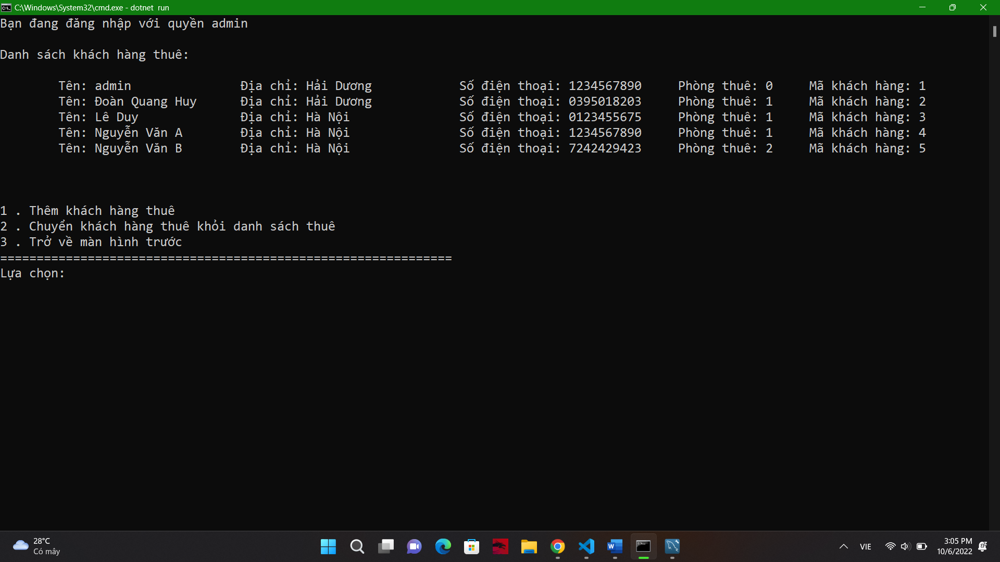 C:\Windows\System32\cmd.exe - dotnet  run
Bạn đang đăng nhập với quyền admin
Danh sách khách hàng thuê:
Tên: admin Địa chỉ: Hải Dương Số điện thoại: 1234567890 Phòng thuê: 0 Mã khách hàng: 1
Tên: Đoàn Quang Huy Địa chỉ: Hải Dương Số điện thoại: 0395018203 Phòng thuê: 1 Mã khách hàng: 2
Tên: Lê Duy Địa chỉ: Hà Nội Số điện thoại: 0123455675 Phòng thuê: 1 Mã khách hàng: 3
Tên: Nguyễn Văn A Địa chỉ: Hà Nội Số điện thoại: 1234567890 Phòng thuê: 1 Mã khách hàng: 4
Tên: Nguyễn Văn B Địa chỉ: Hà Nội Số điện thoại: 7242429423 Phòng thuê: 2 Mã khách hàng: 5
1 . Thêm khách hàng thuê
2 . Chuyển khách hàng thuê khỏi danh sách thuê
3 . Trở về màn hình trước
==============================================================
Lựa chọn:
28°C
Có mây
VIE
3:05 PM
10/6/2022